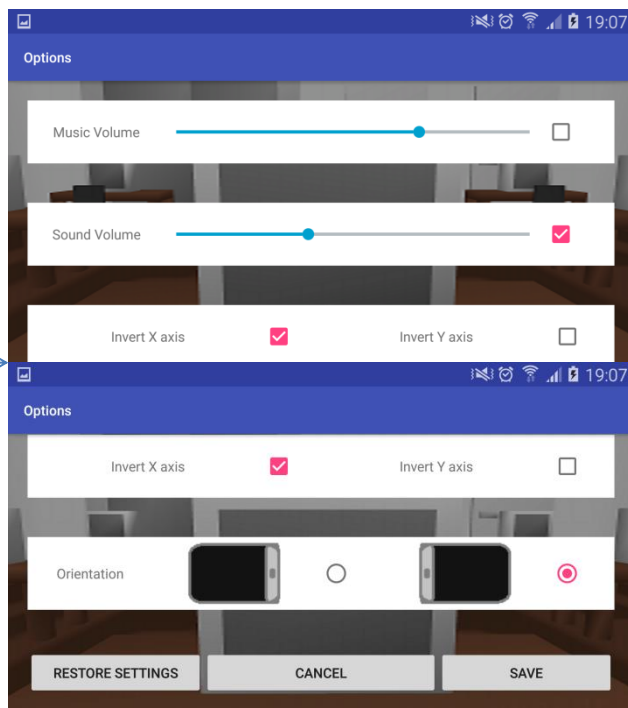 19:07
Options
Music Volume
Sound Volume
Invert X axis Invert Y axis
19:07
Options
Invert X axis Invert Y axis
Orientation
RESTORE SETTINGS CANCEL SAVE